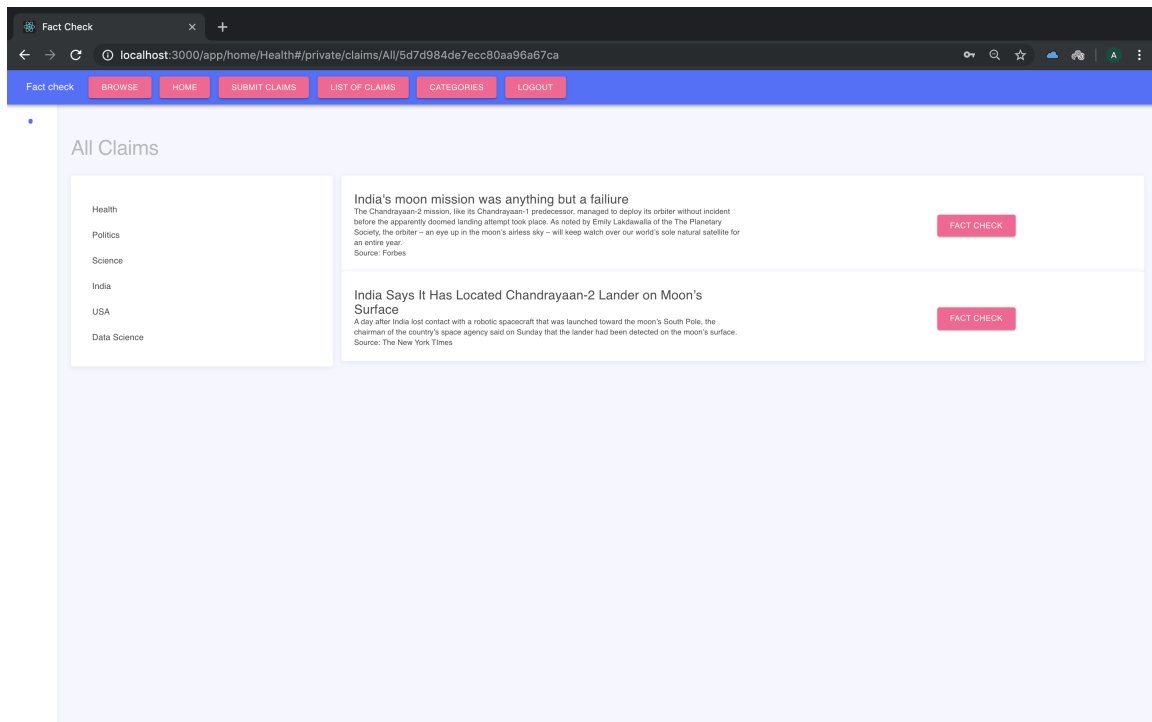 Fact Check
localhost:3000/app/home/Health#/private/claims/All/5d7d984de7ecc80aa96a67ca
A
Fact check BROWSE HOME SUBMIT CLAIMS LIST OF CLAIMS CATEGORIES LOGOUT
All Claims
Health
Politics
Science
India
USA
Data Science
India's moon mission was anything but a failiure
The Chandrayaan-2 mission, like its Chandrayaan-1 predecessor, managed to deploy its orbiter without incident
before the apparently doomed landing attempt took place. As noted by Emily Lakdawalla of the The Planetary
Society, the orbiter – an eye up in the moon's airless sky – will keep watch over our world's sole natural satellite for
an entire year.
Source: Forbes
FACT CHECK
India Says It Has Located Chandrayaan-2 Lander on Moon’s
Surface
A day after India lost contact with a robotic spacecraft that was launched toward the moon’s South Pole, the
chairman of the country’s space agency said on Sunday that the lander had been detected on the moon’s surface.
Source: The New York TImes
FACT CHECK